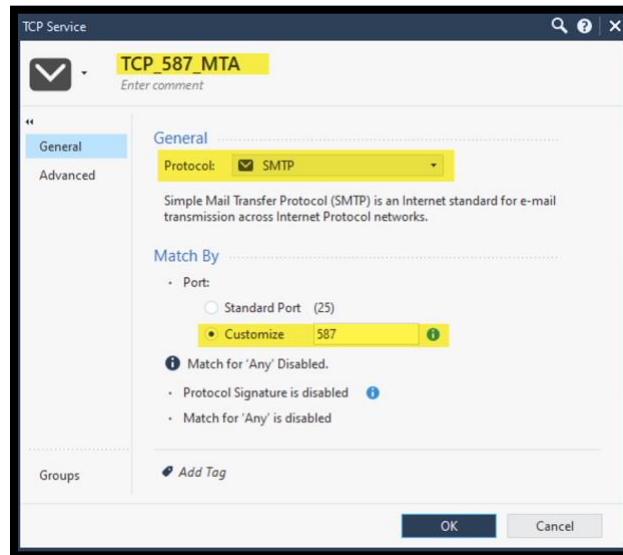 TCP Service
TCP_587_MTA
Enter comment
General
Advanced
General
Protocol: SMTP
Simple Mail Transfer Protocol (SMTP) is an Internet standard for e-mail
transmission across Internet Protocol networks.
Match By
Port:
Standard Port (25)
Customize 587
Match for 'Any' Disabled.
Protocol Signature is disabled
Match for 'Any' is disabled
Groups
Add Tag
OK Cancel